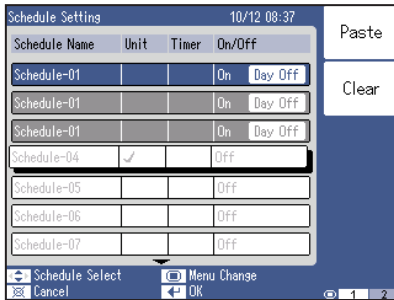 Schedule Setting 10/12 08:37
Schedule Name Unit Timer On/Off
Schedule-01 On Day Off
Schedule-01 On Day Off
Schedule-01 On Day Off
Schedule-04 ✓ Off
Schedule-05 Off
Schedule-06 Off
Schedule-07 Off
Schedule Select Menu Change
Cancel OK
Paste
Clear
1 2